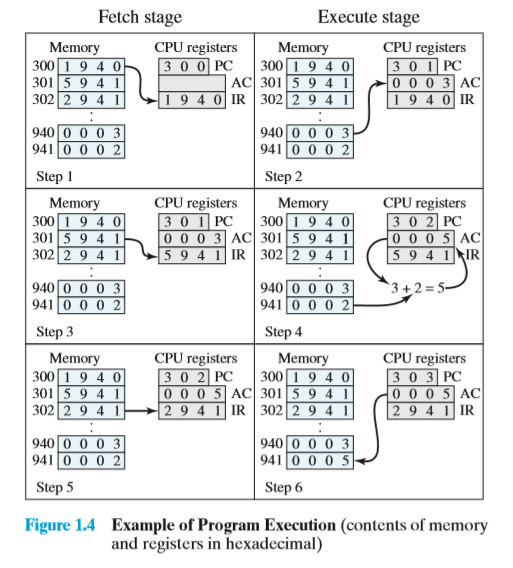 Fetch stage
Execute stage
Memory
CPU registers
300 1 9 4 0
3 0 0 PC
301 5 9 4 1
AC
302 2 9 4 1
1 9 4 0 IR
940 0 0 0 3
941 0 0 0 2
Step 1
Memory
CPU registers
300 1 9 4 0
3 0 1 PC
301 5 9 4 1
0 0 0 3 AC
302 2 9 4 1
1 9 4 0 IR
940 0 0 0 3
941 0 0 0 2
Step 2
Memory
CPU registers
300 1 9 4 0
3 0 1 PC
301 5 9 4 1
0 0 0 3 AC
302 2 9 4 1
5 9 4 1 IR
940 0 0 0 3
941 0 0 0 2
Step 3
Memory
CPU registers
300 1 9 4 0
3 0 2 PC
301 5 9 4 1
0 0 0 5 AC
302 2 9 4 1
5 9 4 1 IR
940 0 0 0 3
3 + 2 = 5
941 0 0 0 2
Step 4
Memory
CPU registers
300 1 9 4 0
3 0 2 PC
301 5 9 4 1
0 0 0 5 AC
302 2 9 4 1
2 9 4 1 IR
940 0 0 0 3
941 0 0 0 2
Step 5
Memory
CPU registers
300 1 9 4 0
3 0 3 PC
301 5 9 4 1
0 0 0 5 AC
302 2 9 4 1
2 9 4 1 IR
940 0 0 0 3
941 0 0 0 5
Step 6
Figure 1.4 Example of Program Execution (contents of memory
and registers in hexadecimal)